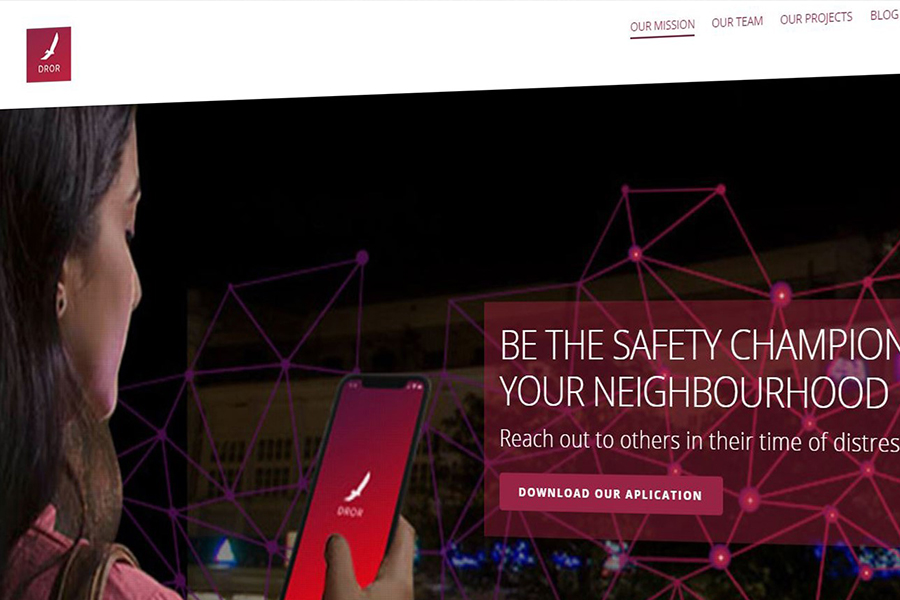 DROR
OUR MISSION OUR TEAM OUR PROJECTS BLOG
BE THE SAFETY CHAMPION
YOUR NEIGHBOURHOOD
Reach out to others in their time of distres
DOWNLOAD OUR APLICATION
DROR